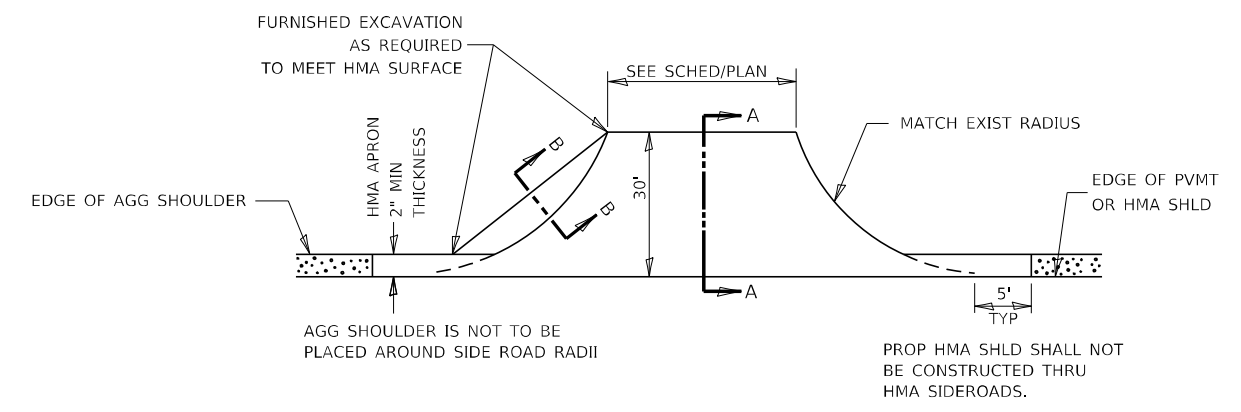 FURNISHED EXCAVATION
AS REQUIRED
TO MEET HMA SURFACE
SEE SCHED/PLAN
A
MATCH EXIST RADIUS
HMA APRON
2" MIN
THICKNESS
B
B
30'
EDGE OF AGG SHOULDER
EDGE OF PVMT
OR HMA SHLD
A
5'
TYP
AGG SHOULDER IS NOT TO BE
PLACED AROUND SIDE ROAD RADII
PROP HMA SHLD SHALL NOT
BE CONSTRUCTED THRU
HMA SIDEROADS.